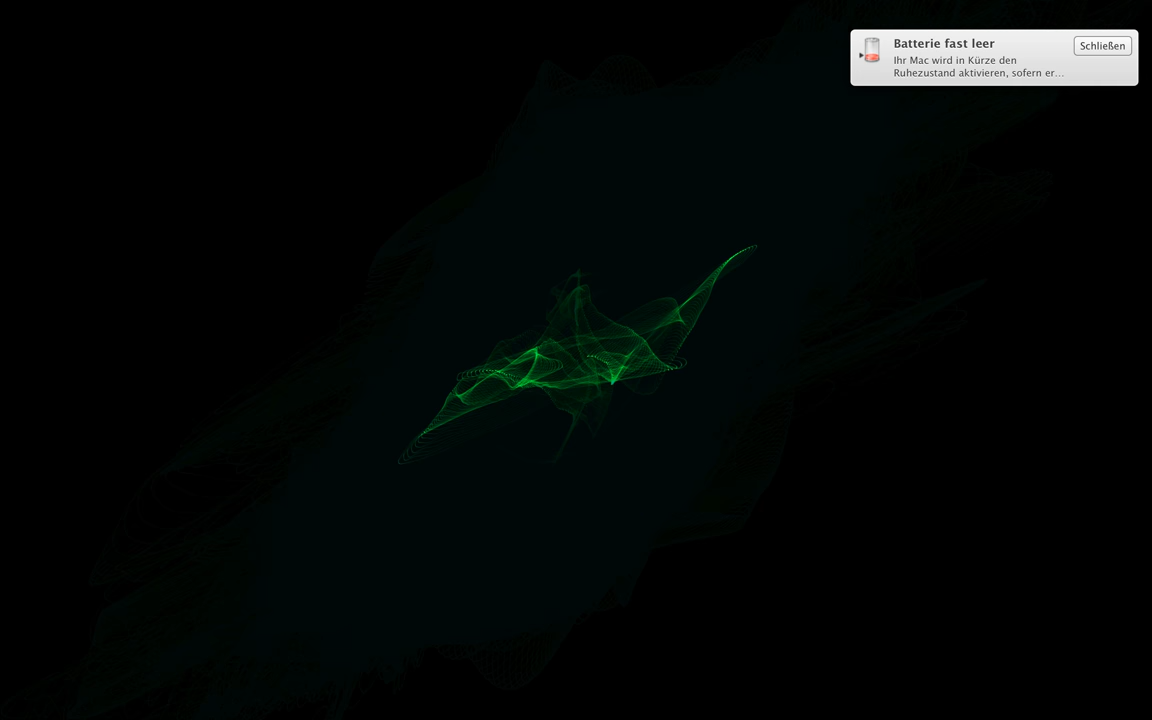 Batterie fast leer
Schließen
Ihr Mac wird in Kürze den
Ruhezustand aktivieren, sofern er…